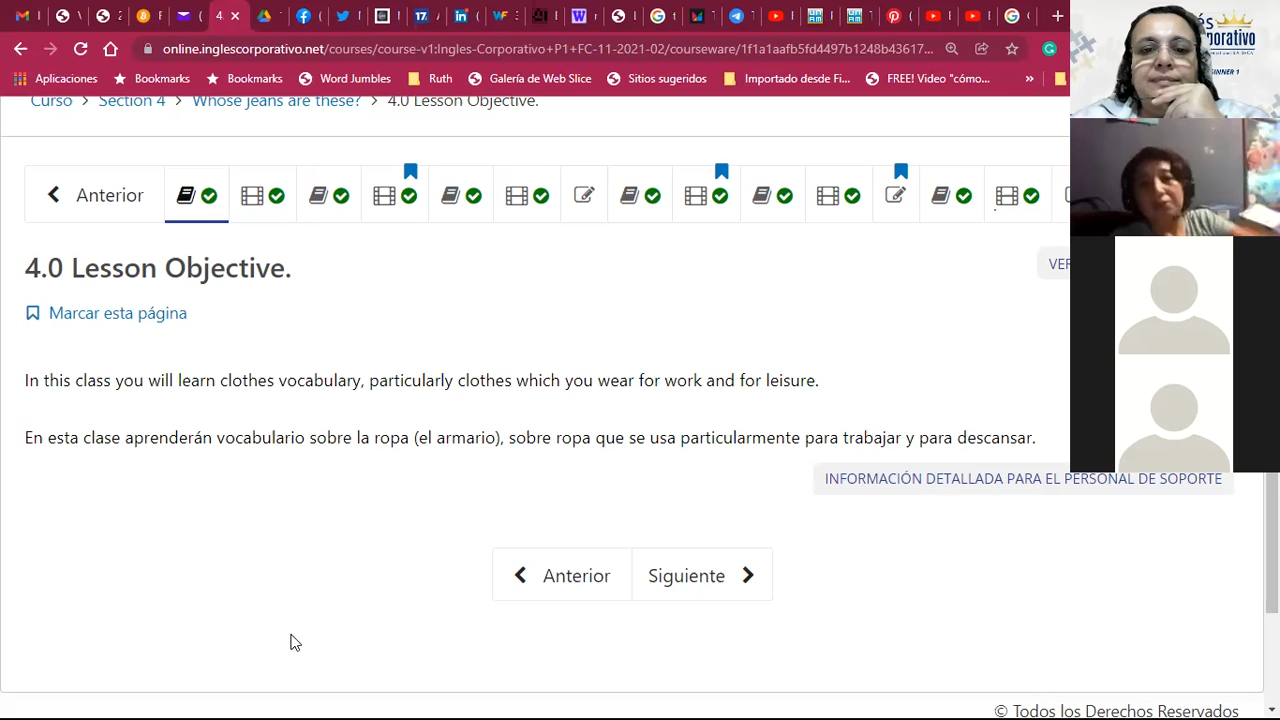 4
W
V
F
online.inglescorporativo.net/courses/course-v1:Ingles-Corporativo+P1+FC-11-2021-02/courseware/1f1a1aafb5fd4497b1248b43617...
Aplicaciones Bookmarks Bookmarks Word Jumbles Ruth Galeria de Web Slice Sitios sugeridos Importado desde Fi... FREE! Video "cómo... »
Curso > Section 4 > Whose jeans are these? > 4.0 Lesson Objective.
Anterior
4.0 Lesson Objective.
VER
Marcar esta página
In this class you will learn clothes vocabulary, particularly clothes which you wear for work and for leisure.
En esta clase aprenderán vocabulario sobre la ropa (el armario), sobre ropa que se usa particularmente para trabajar y para descansar.
INFORMACIÓN DETALLADA PARA EL PERSONAL DE SOPORTE
Anterior Siguiente
© Todos los Derechos Reservados